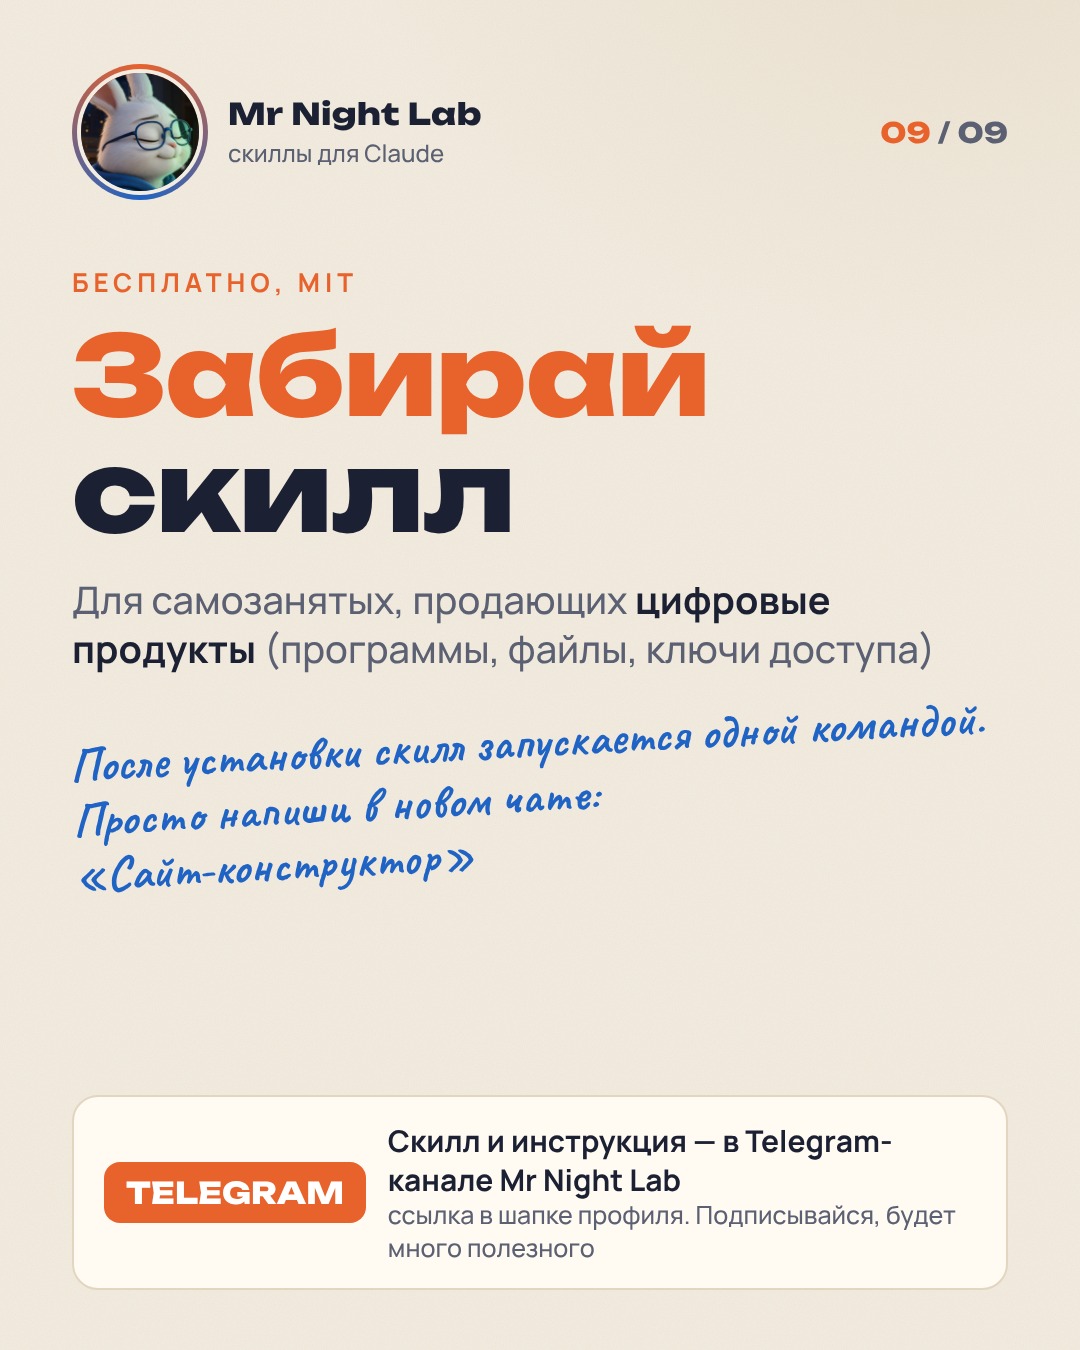 Mr Night Lab
скиллы для Claude
09 / 09
БЕСПЛАТНО, MIT
Забирай
скилл
Для самозанятых, продающих цифровые
продукты (программы, файлы, ключи доступа)
После установки скилл запускается одной командой.
Просто напиши в новом чате:
«Сайт-конструктор»
TELEGRAM
Скилл и инструкция — в Telegram-
канале Mr Night Lab
ссылка в шапке профиля. Подписывайся, будет
много полезного